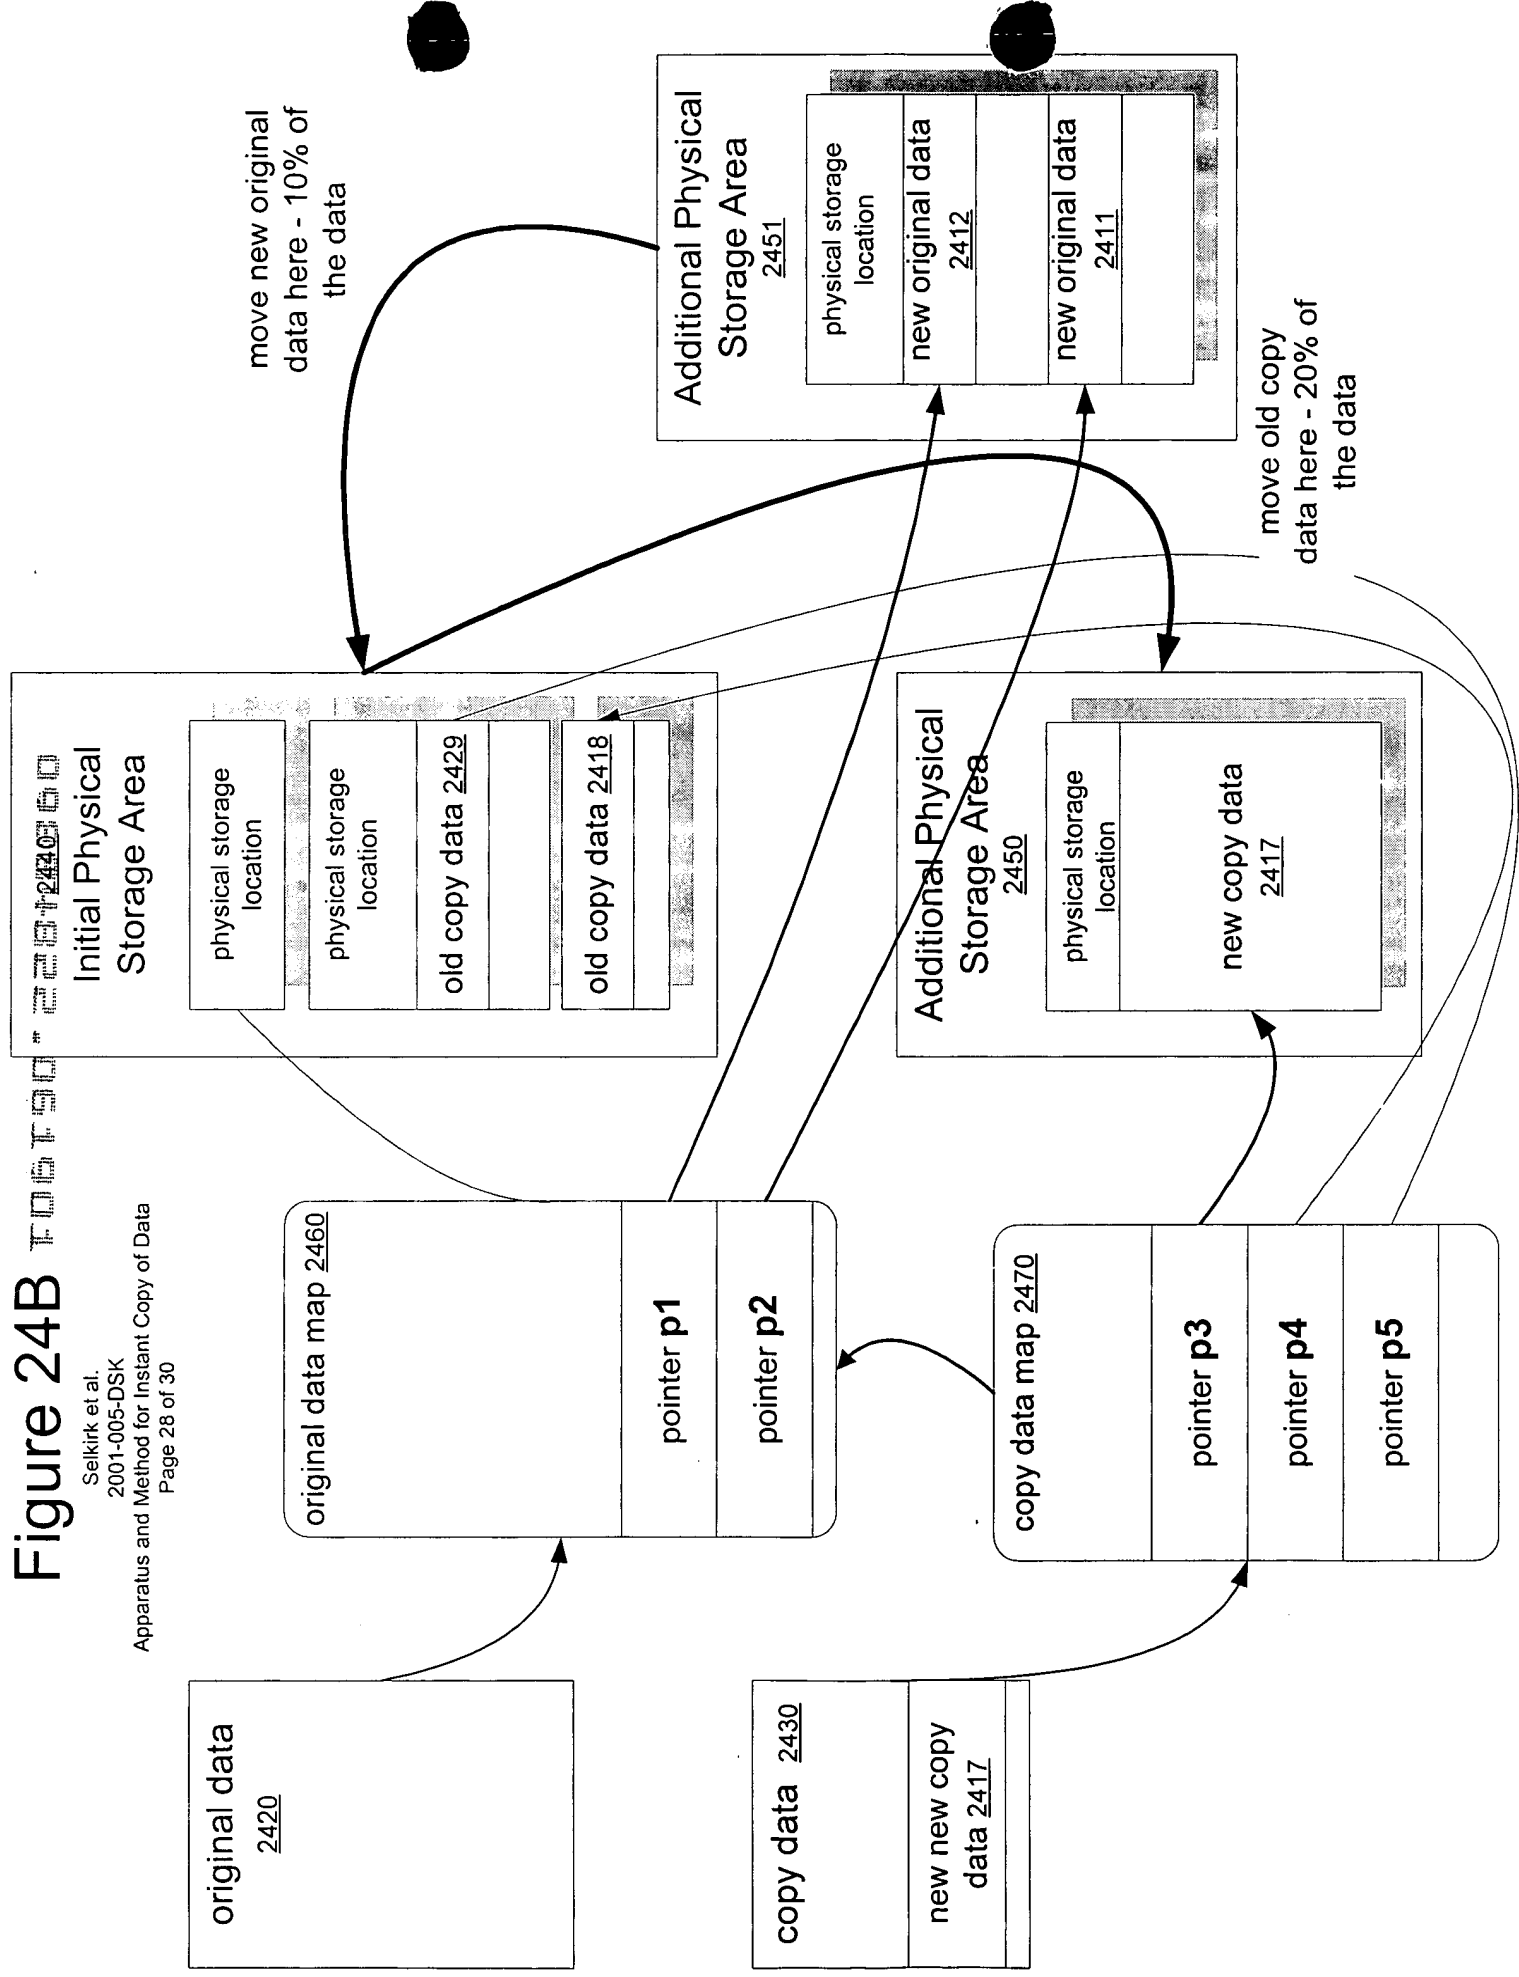 Figure 24B
Selkirk et al.
2001-005-DSK
Apparatus and Method for Instant Copy of Data
Page 28 of 30
original data
2420
copy data 2430
new new copy
data 2417
original data map 2460
pointer p1
pointer p2
copy data map 2470
pointer p3
pointer p4
pointer p5
Initial Physical
Storage Area
physical storage
location
physical storage
location
old copy data 2429
old copy data 2418
Additional Physical
Storage Area
2450
physical storage
location
new copy data
2417
move new original
data here - 10% of
the data
Additional Physical
Storage Area
2451
physical storage
location
new original data
2412
new original data
2411
move old copy
data here - 20% of
the data